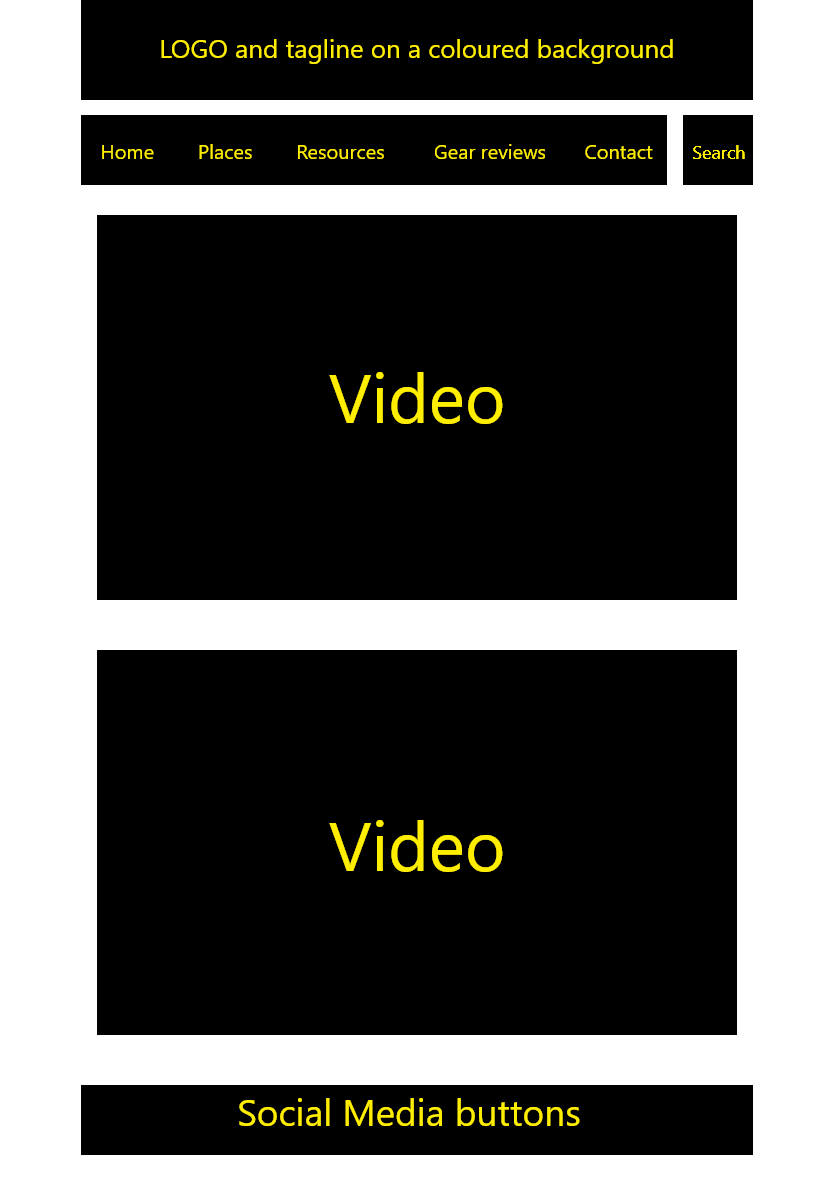 LOGO and tagline on a coloured background
Home Places Resources Gear reviews Contact Search
Video
Video
Social Media buttons